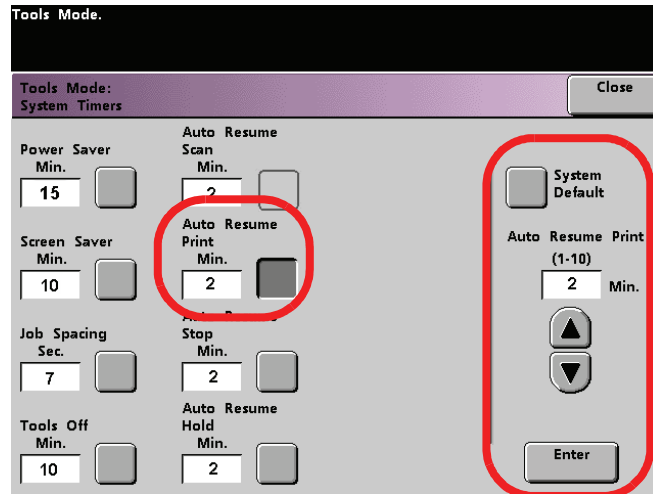 Tools Mode.
Tools Mode:
System Timers
Close
Power Saver
Min.
15
Screen Saver
Min.
10
Job Spacing
Sec.
7
Tools Off
Min.
10
Auto Resume
Scan
Min.
2
Auto Resume
Print
Min.
2
Auto Resume
Stop
Min.
2
Auto Resume
Hold
Min.
2
System
Default
Auto Resume Print
(1-10)
2 Min.
Enter